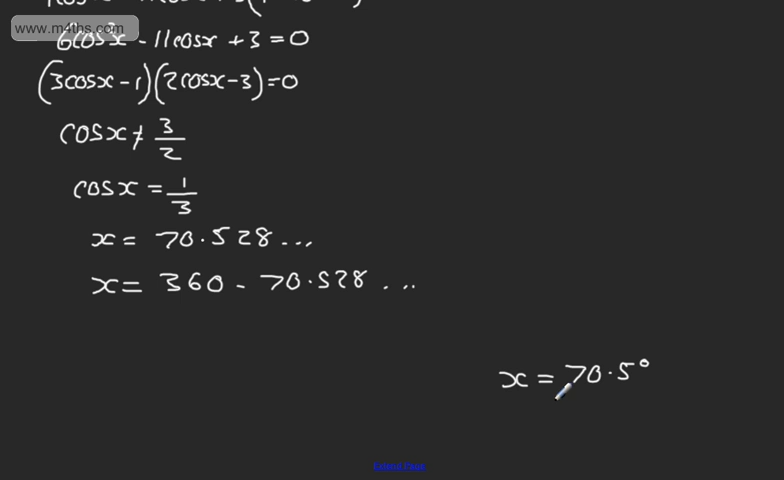 www.m4ths.com
6cos²x - 11cosx + 3 = 0
(3cosx - 1)(2cosx - 3) = 0
cosx ≠ 3/2
cosx = 1/3
x = 70.528...
x = 360 - 70.528...
x = 70.5°